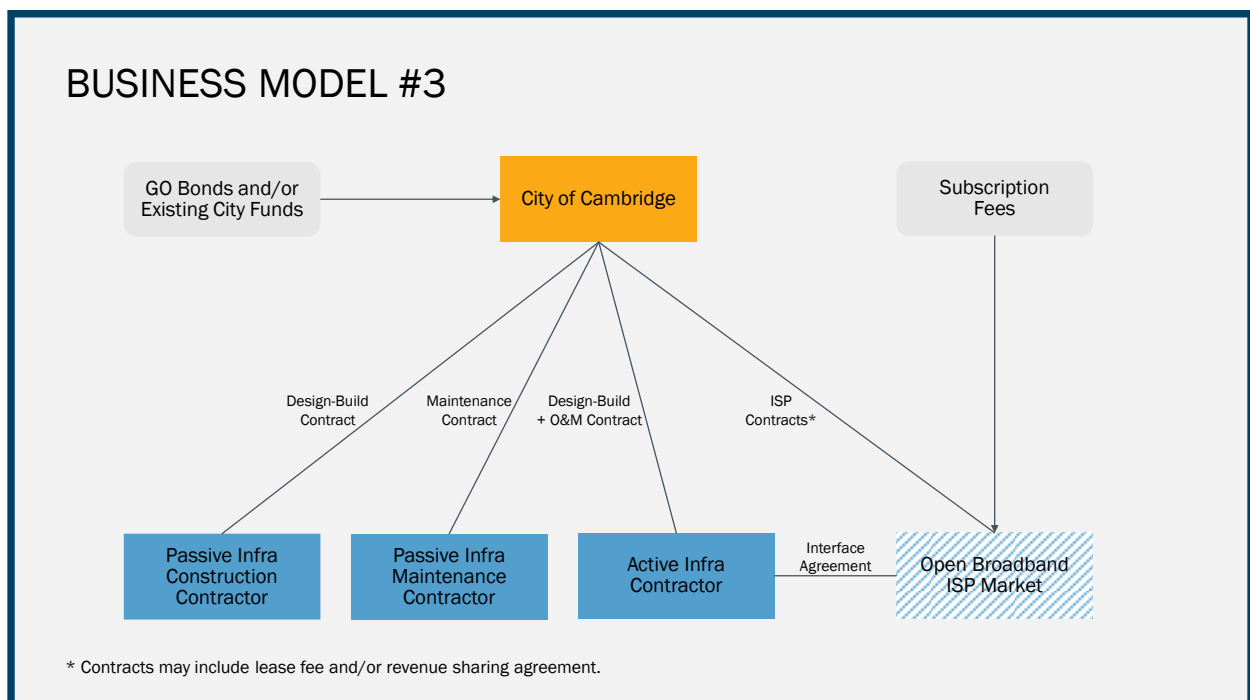 BUSINESS MODEL #3
GO Bonds and/or
Existing City Funds
City of Cambridge
Subscription
Fees
Design-Build
Contract
Maintenance
Contract
Design-Build
+ O&M Contract
ISP
Contracts*
Passive Infra
Construction
Contractor
Passive Infra
Maintenance
Contractor
Active Infra
Contractor
Interface
Agreement
Open Broadband
ISP Market
* Contracts may include lease fee and/or revenue sharing agreement.